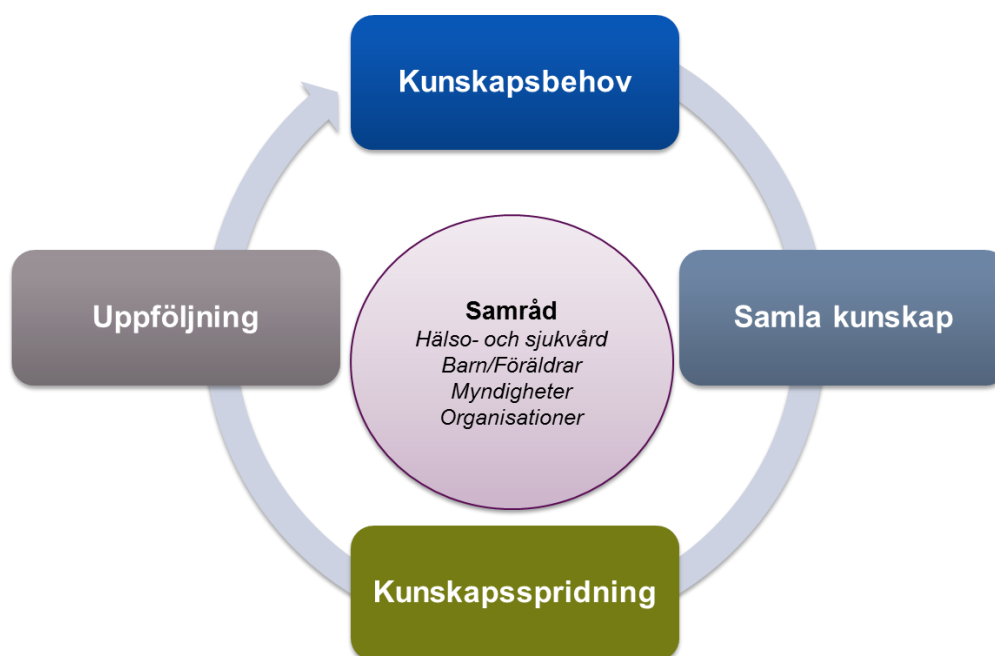 Kunskapsbehov
Samla kunskap
Kunskapsspridning
Uppföljning
Samråd
Hälso- och sjukvård
Barn/Föräldrar
Myndigheter
Organisationer